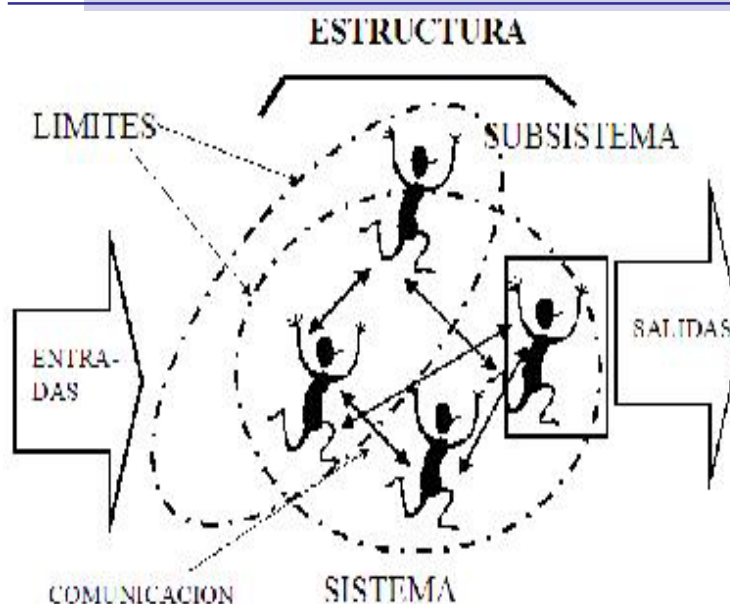 ESTRUCTURA
LIMITES
SUBSISTEMA
ENTRA-
DAS
SALIDAS
COMUNICACION
SISTEMA